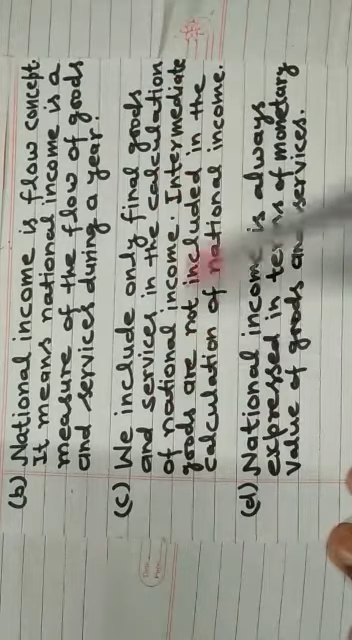 (b) National income is flow concept.
It means national income is a
measure of the flow of goods
and services during a year.
(c) We include only final goods
and services in the calculation
of national income. Intermediate
goods are not included in the
calculation of national income.
(d) National income is always
expressed in terms of monetary
value of goods and services.